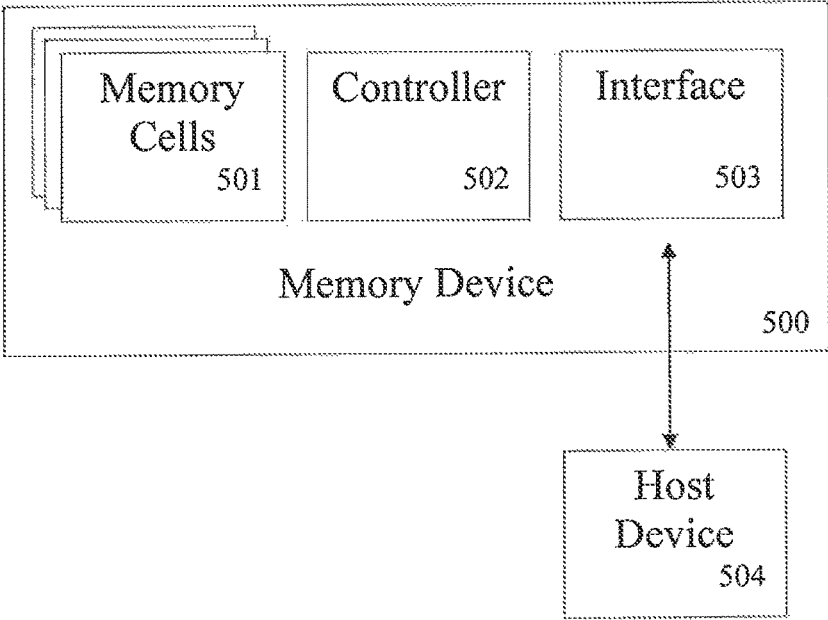 Memory
Cells
501
Controller
502
Interface
503
Memory Device
500
Host
Device
504